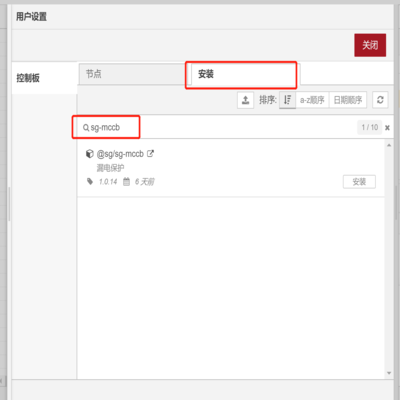 用户设置
关闭
控制板
节点
安装
排序:
a-z顺序
日期顺序
sg-mccb
1 / 10
@sg/sg-mccb
漏电保护
1.0.14
6 天前
安装